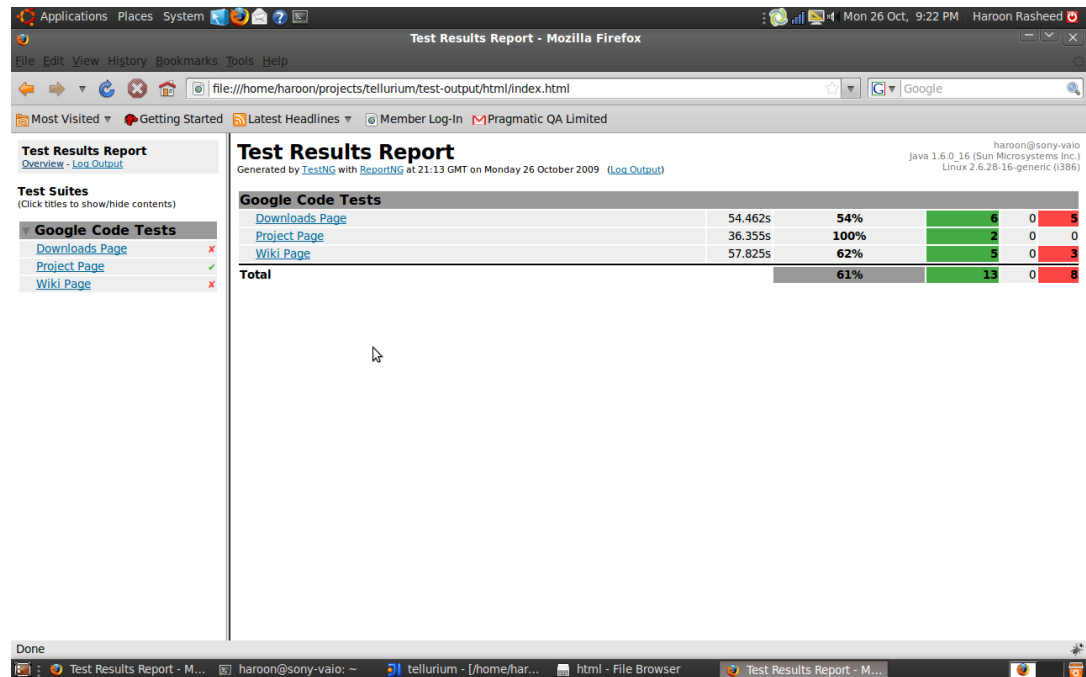 Applications Places System Mon 26 Oct, 9:22 PM Haroon Rasheed
Test Results Report - Mozilla Firefox
File Edit View History Bookmarks Tools Help
file:///home/haroon/projects/tellurium/test-output/html/index.html G Google
Most Visited Getting Started Latest Headlines Member Log-In Pragmatic QA Limited
Test Results Report
Overview - Log Output
Test Suites
(Click titles to show/hide contents)
Google Code Tests
Downloads Page
Project Page
Wiki Page
Test Results Report
Generated by TestNG with ReportNG at 21:13 GMT on Monday 26 October 2009 (Log Output)
haroon@sony-vaio
Java 1.6.0_16 (Sun Microsystems Inc.)
Linux 2.6.28-16-generic (i386)
Google Code Tests
Downloads Page 54.462s 54% 6 0 5
Project Page 36.355s 100% 2 0 0
Wiki Page 57.825s 62% 5 0 3
Total 61% 13 0 8
Done
Test Results Report - M... haroon@sony-vaio: ~ tellurium - [/home/har... html - File Browser Test Results Report - M...